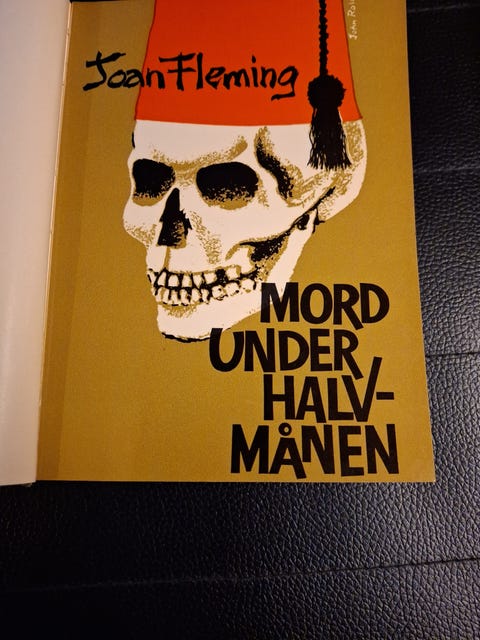 Joan Fleming
MORD
UNDER
HALV-
MÅNEN